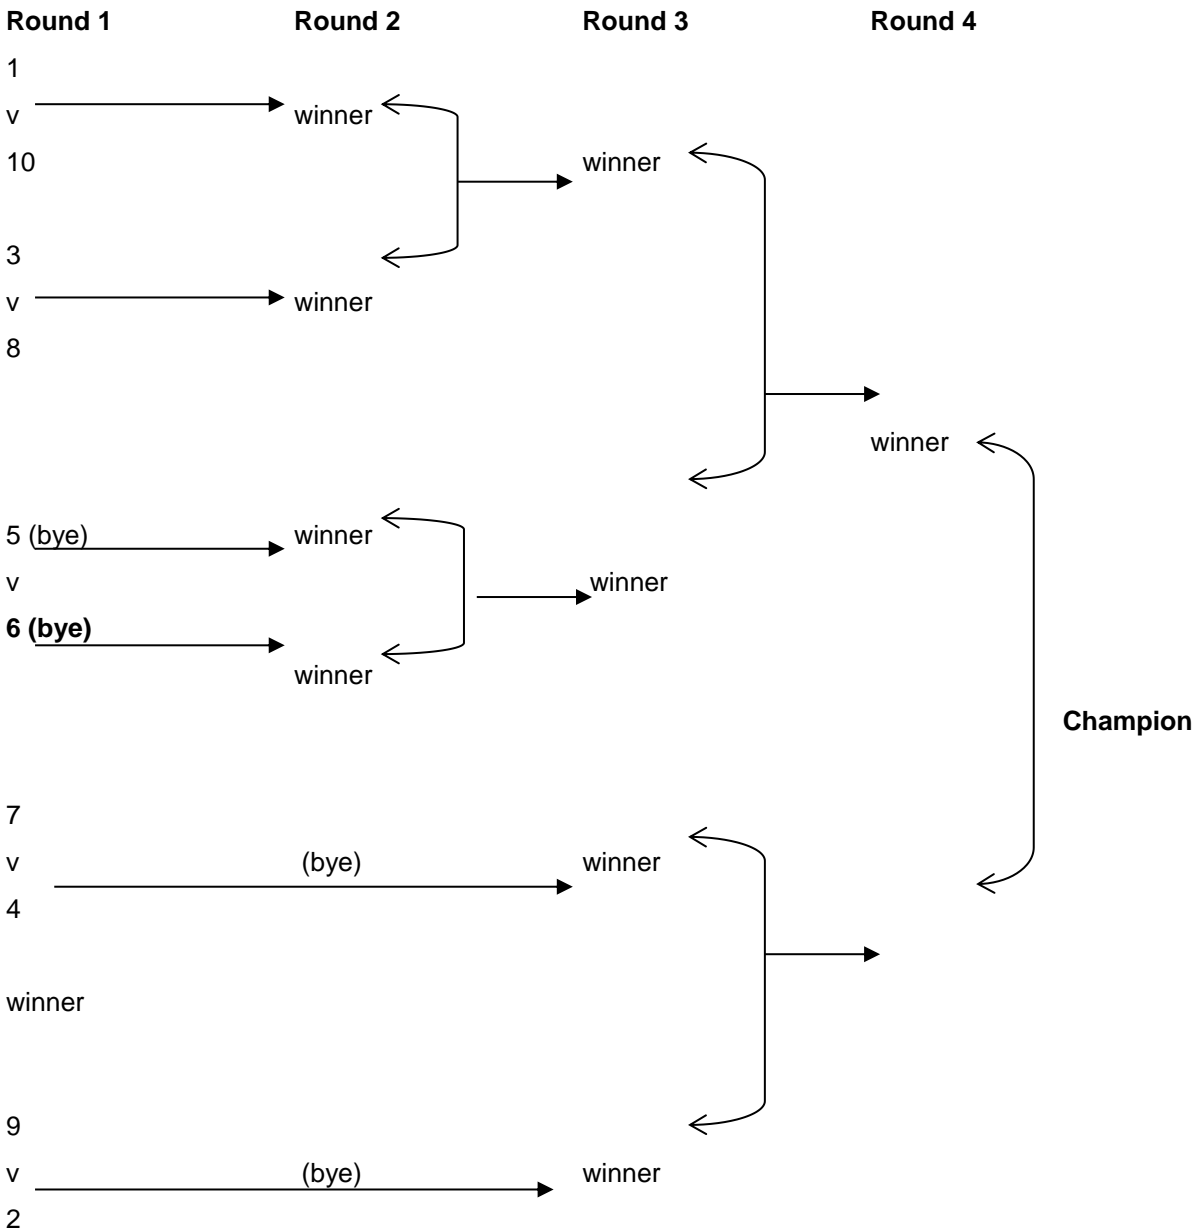 Round 1 Round 2 Round 3 Round 4
1
v winner
10 winner
3
v winner
8
winner
5 (bye) winner
v winner
6 (bye)
winner
Champion
7
v (bye) winner
4
winner
9
v (bye) winner
2